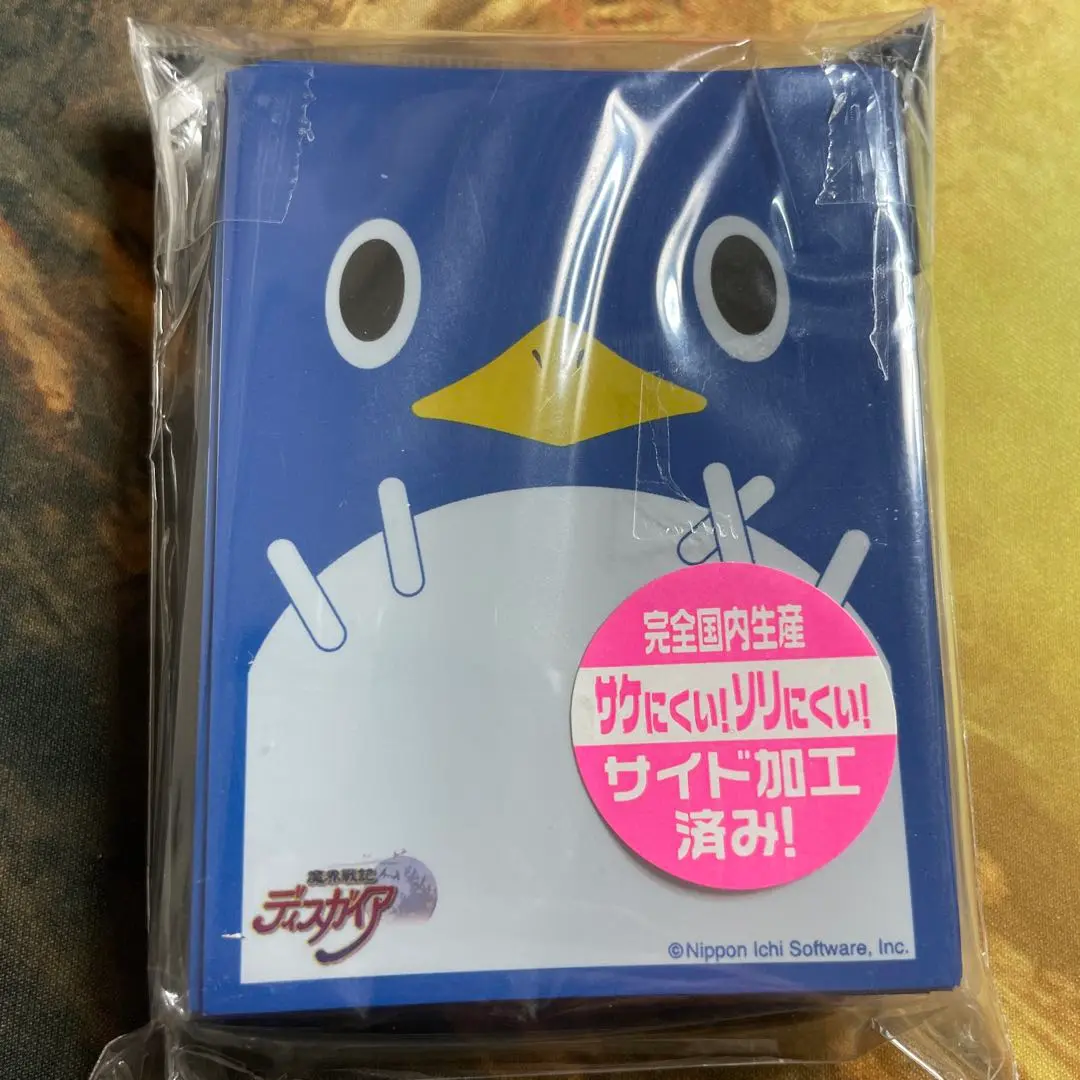 完全国内生産
サケにくい!ソリにくい!
サイド加工
済み!
魔界戦記
ディスガイア
©Nippon Ichi Software, Inc.